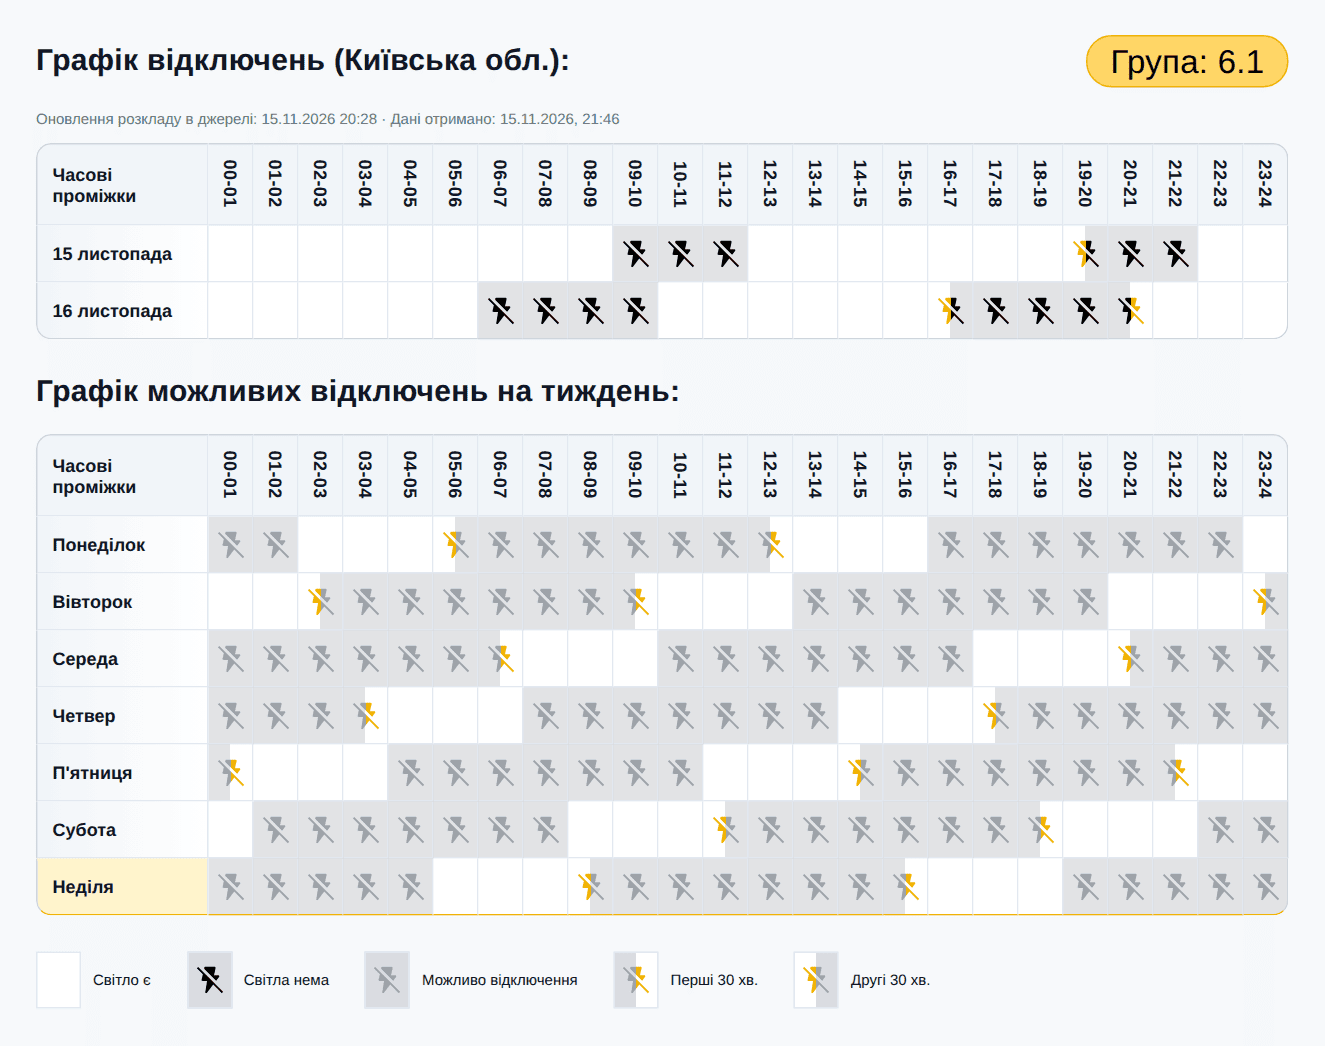 Графік відключень (Київська обл.):
Група: 6.1
Оновлення розкладу в джерелі: 15.11.2026 20:28 · Дані отримано: 15.11.2026, 21:46
Часові проміжки 00-01 01-02 02-03 03-04 04-05 05-06 06-07 07-08 08-09 09-10 10-11 11-12 12-13 13-14 14-15 15-16 16-17 17-18 18-19 19-20 20-21 21-22 22-23 23-24
15 листопада
16 листопада
Графік можливих відключень на тиждень:
Часові проміжки 00-01 01-02 02-03 03-04 04-05 05-06 06-07 07-08 08-09 09-10 10-11 11-12 12-13 13-14 14-15 15-16 16-17 17-18 18-19 19-20 20-21 21-22 22-23 23-24
Понеділок
Вівторок
Середа
Четвер
П'ятниця
Субота
Неділя
Світло є Світла нема Можливо відключення Перші 30 хв. Другі 30 хв.